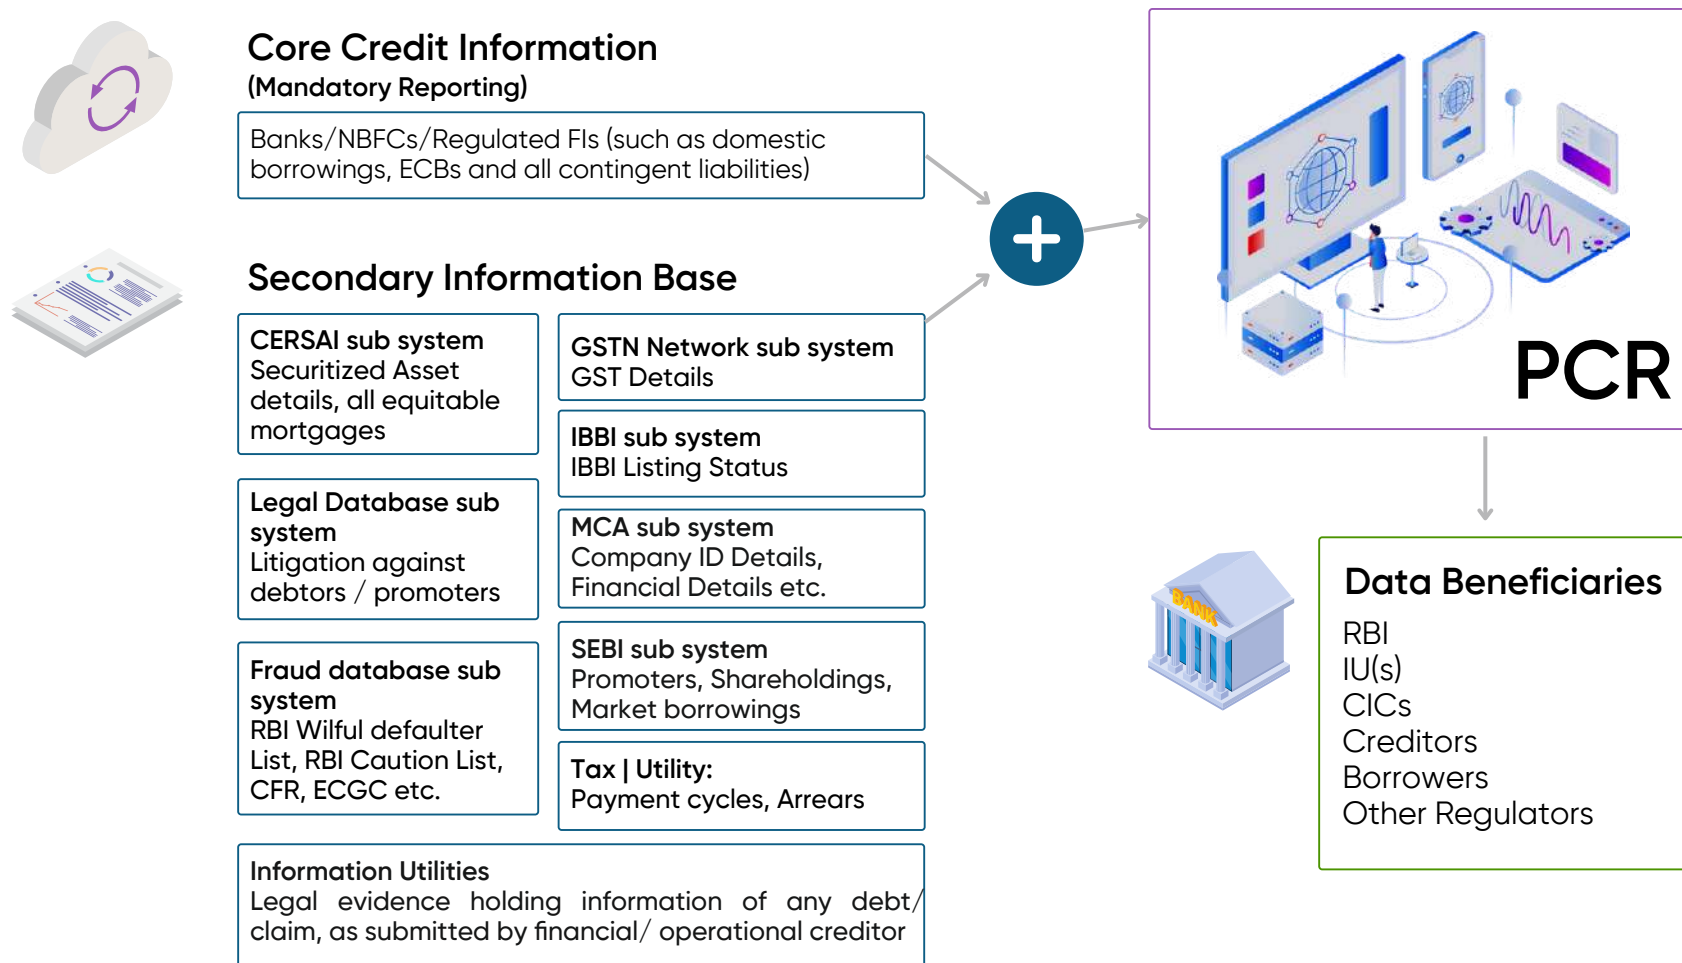 Core Credit Information
(Mandatory Reporting)
Banks/NBFCs/Regulated FIs (such as domestic
borrowings, ECBs and all contingent liabilities)
Secondary Information Base
CERSAI sub system
Securitized Asset
details, all equitable
mortgages
Legal Database sub
system
Litigation against
debtors / promoters
Fraud database sub
system
RBI Wilful defaulter
List, RBI Caution List,
CFR, ECGC etc.
GSTN Network sub system
GST Details
IBBI sub system
IBBI Listing Status
MCA sub system
Company ID Details,
Financial Details etc.
SEBI sub system
Promoters, Shareholdings,
Market borrowings
Tax | Utility:
Payment cycles, Arrears
Information Utilities
Legal evidence holding information of any debt/
claim, as submitted by financial/ operational creditor
PCR
BANK
Data Beneficiaries
RBI
IU(s)
CICs
Creditors
Borrowers
Other Regulators